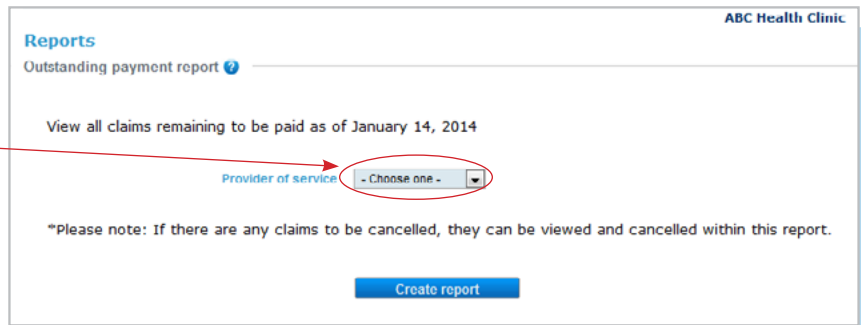 ABC Health Clinic
Reports
Outstanding payment report ?
View all claims remaining to be paid as of January 14, 2014
Provider of service - Choose one -
*Please note: If there are any claims to be cancelled, they can be viewed and cancelled within this report.
Create report